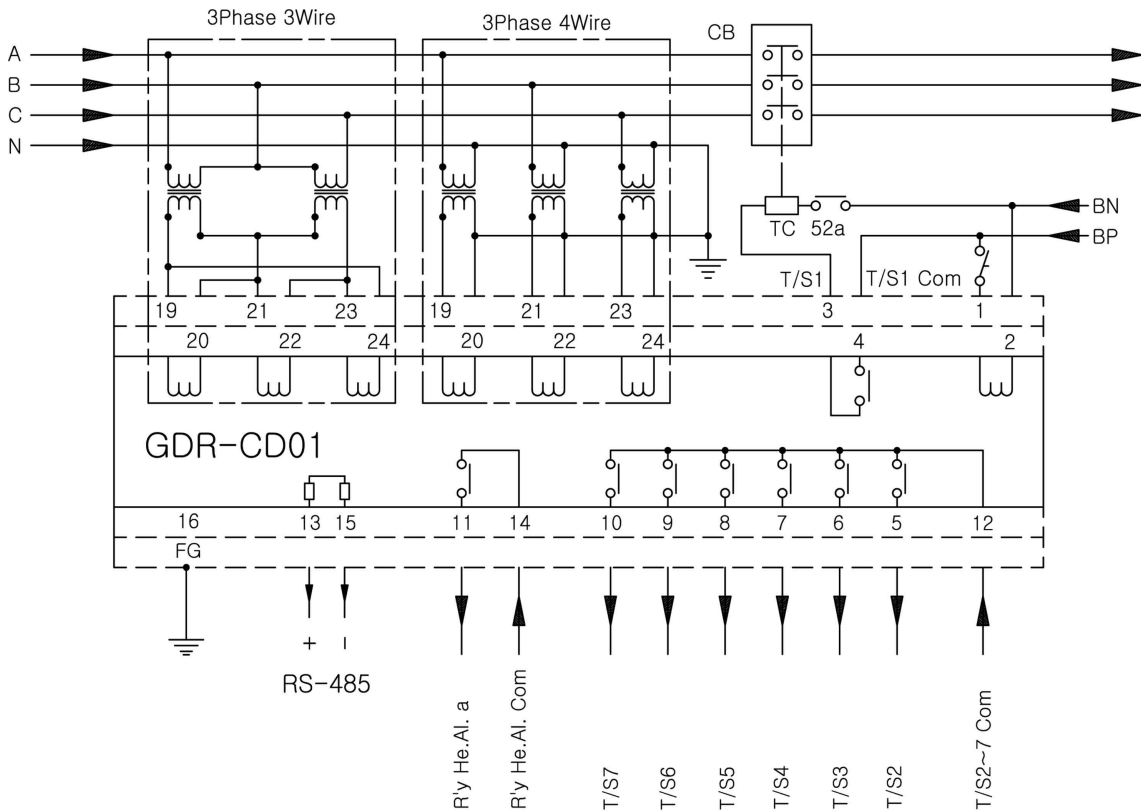 3Phase 3Wire
3Phase 4Wire
CB
A
B
C
N
TC
52a
BN
BP
T/S1
T/S1 Com
19
21
23
19
21
23
3
1
20
22
24
20
22
24
4
2
GDR-CD01
16
13
15
11
14
10
9
8
7
6
5
12
FG
+
-
RS-485
R'y He.Al. a
R'y He.Al. Com
T/S7
T/S6
T/S5
T/S4
T/S3
T/S2
T/S2~7 Com